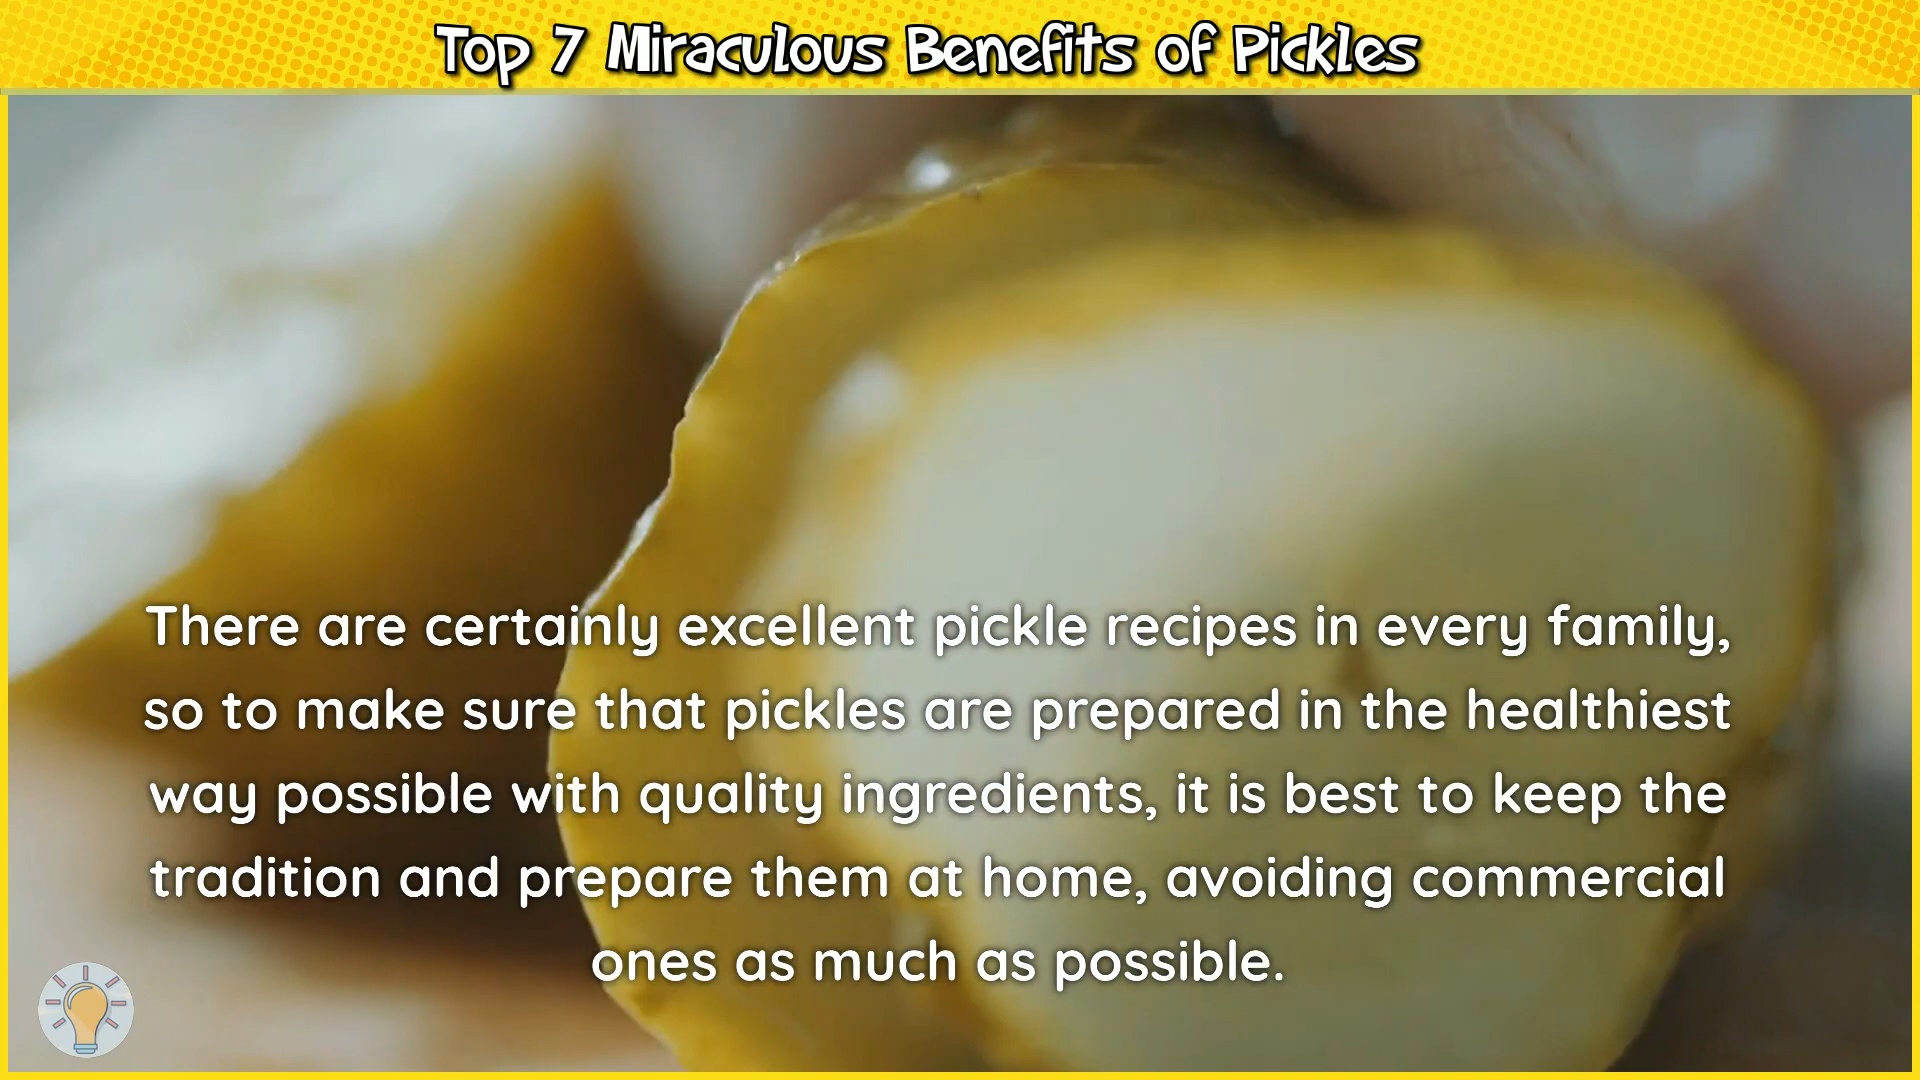 Top 7 Miraculous Benefits of Pickles
There are certainly excellent pickle recipes in every family,
so to make sure that pickles are prepared in the healthiest
way possible with quality ingredients, it is best to keep the
tradition and prepare them at home, avoiding commercial
ones as much as possible.